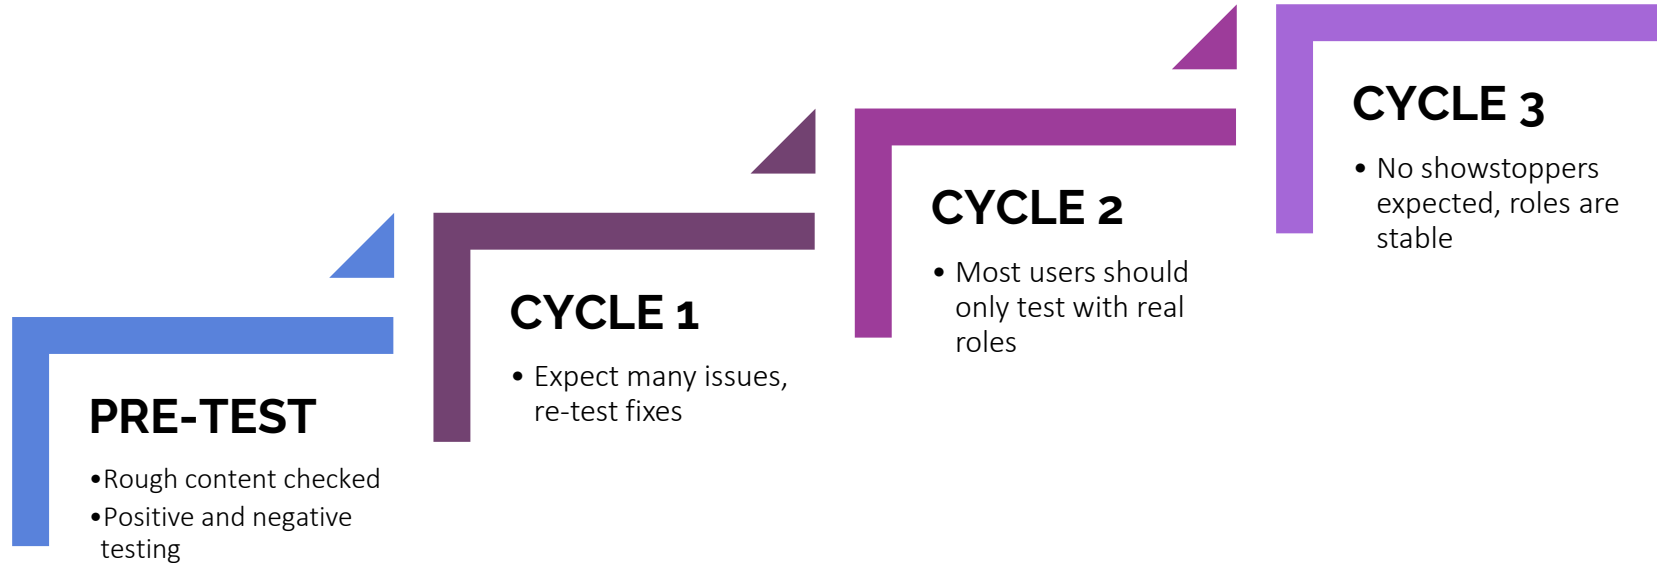 PRE-TEST
•Rough content checked
•Positive and negative
testing
CYCLE 1
• Expect many issues,
re-test fixes
CYCLE 2
• Most users should
only test with real
roles
CYCLE 3
• No showstoppers
expected, roles are
stable